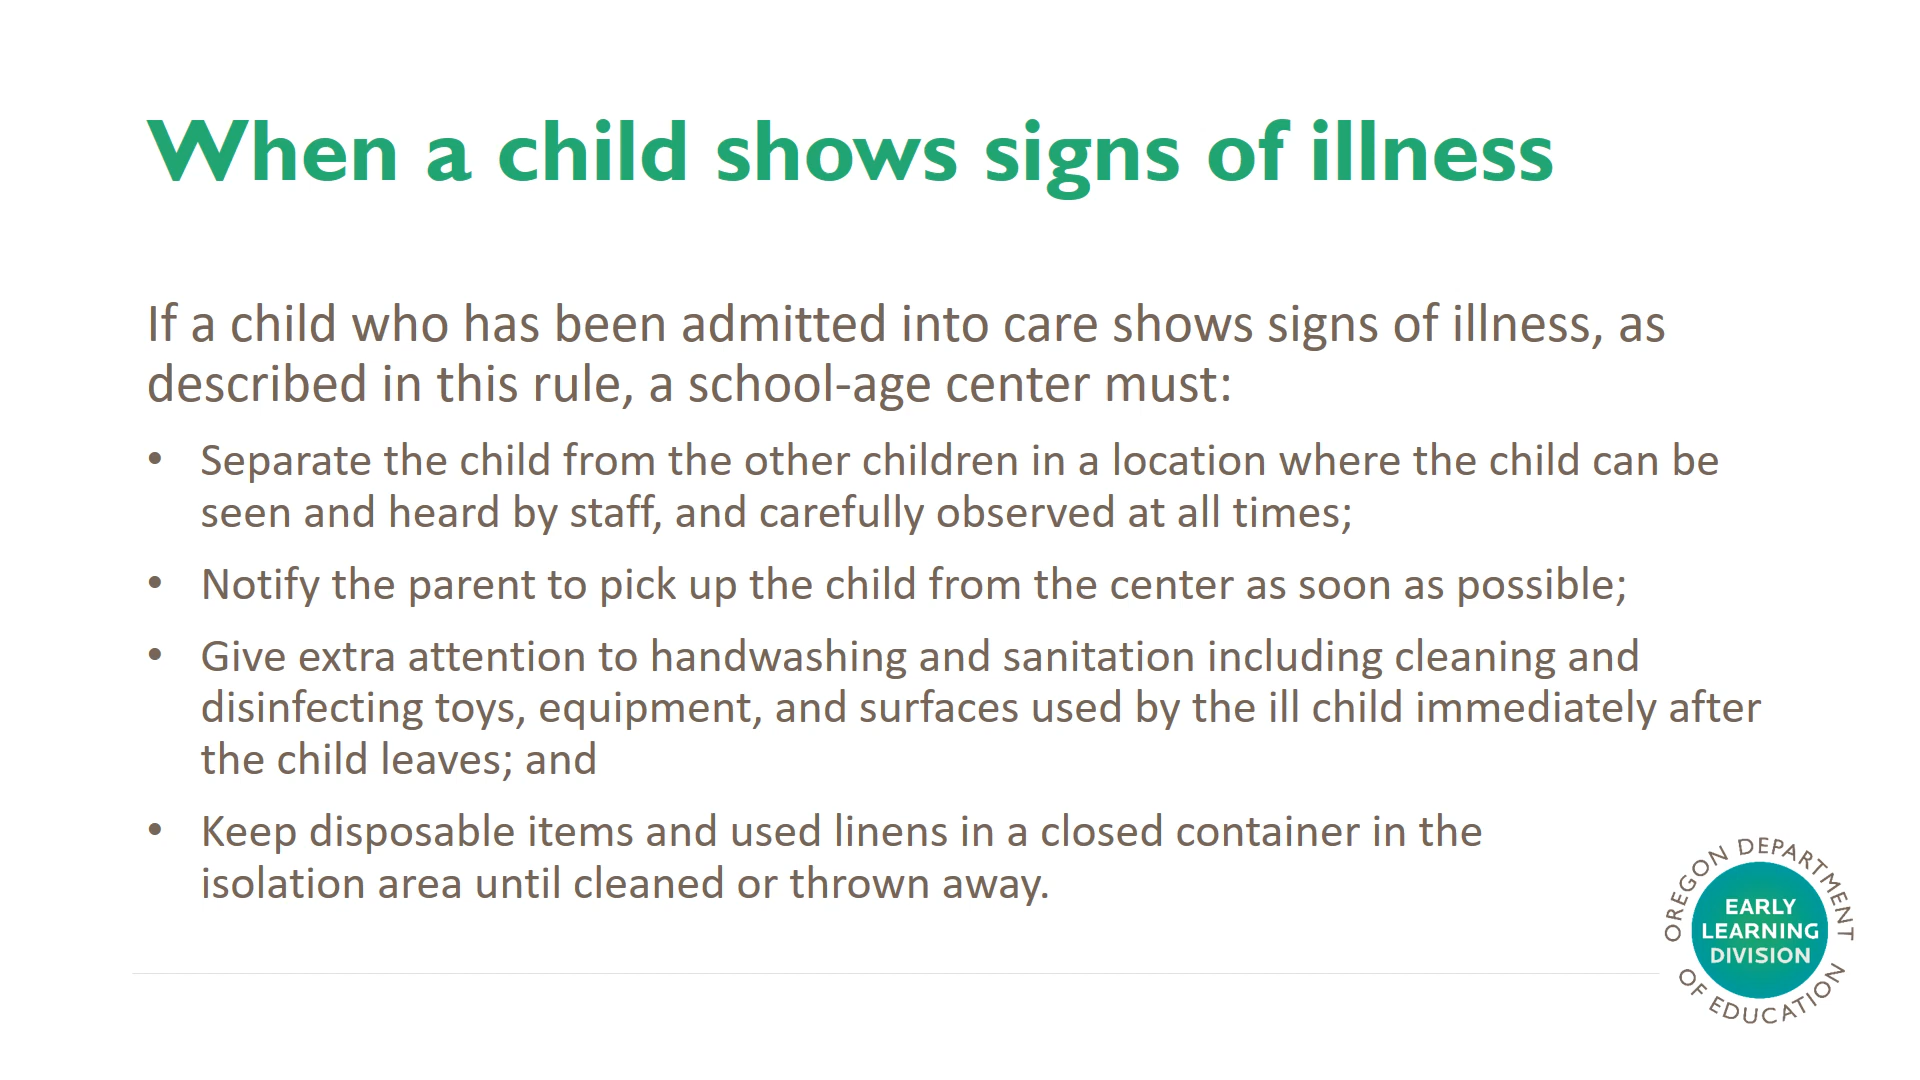 When a child shows signs of illness
If a child who has been admitted into care shows signs of illness, as
described in this rule, a school-age center must:
• Separate the child from the other children in a location where the child can be
seen and heard by staff, and carefully observed at all times;
• Notify the parent to pick up the child from the center as soon as possible;
• Give extra attention to handwashing and sanitation including cleaning and
disinfecting toys, equipment, and surfaces used by the ill child immediately after
the child leaves; and
• Keep disposable items and used linens in a closed container in the
isolation area until cleaned or thrown away.
OREGON DEPARTMENT
OF EDUCATION
EARLY
LEARNING
DIVISION